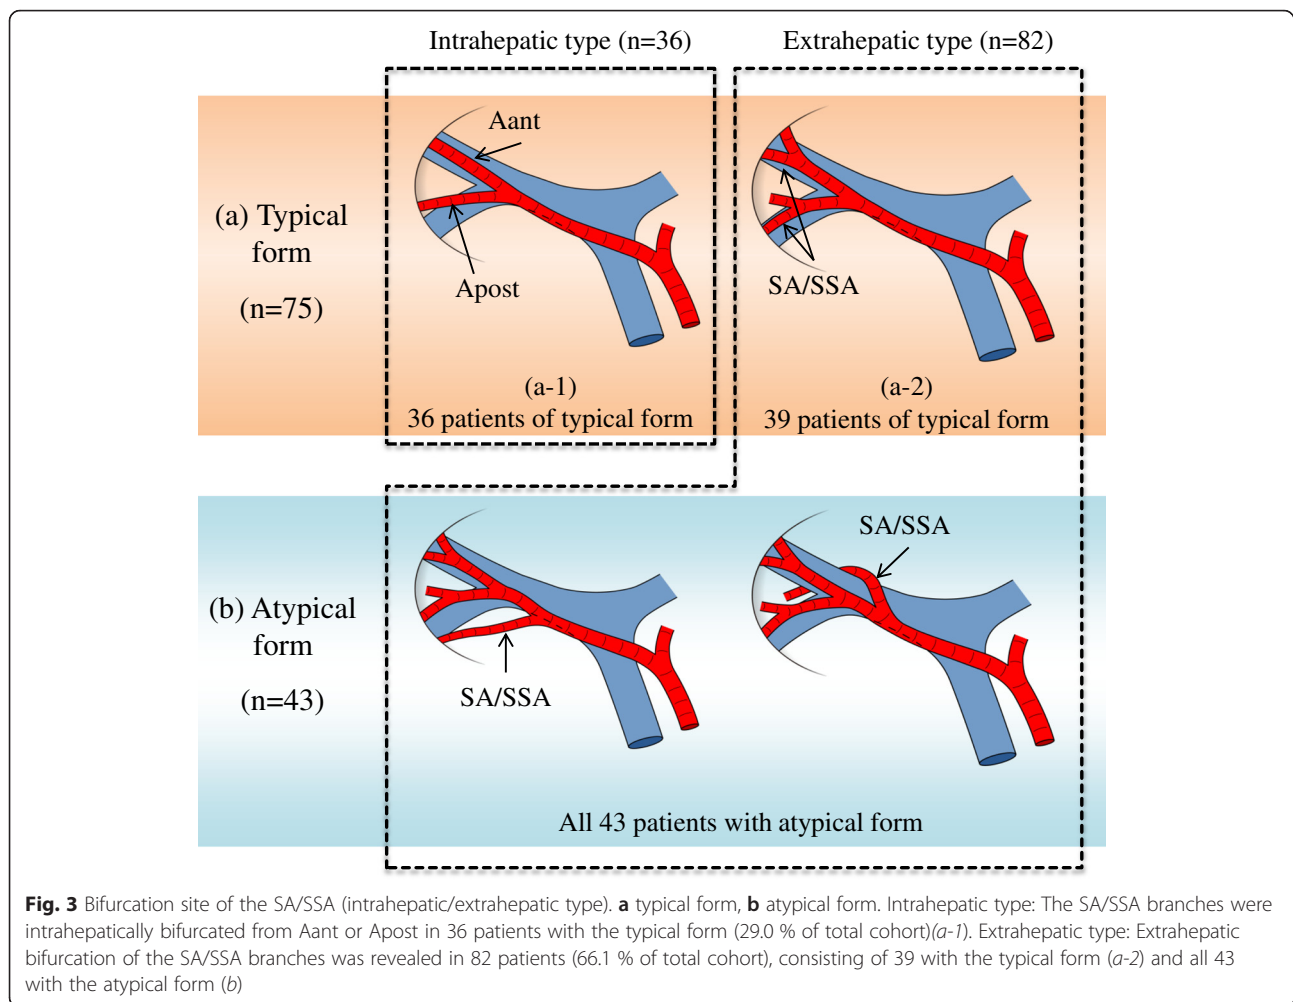 Intrahepatic type (n=36)
Extrahepatic type (n=82)
Aant
(a) Typical
form
(n=75)
Apost
SA/SSA
(a-1)
36 patients of typical form
(a-2)
39 patients of typical form
SA/SSA
(b) Atypical
form
(n=43)
SA/SSA
All 43 patients with atypical form
Fig. 3 Bifurcation site of the SA/SSA (intrahepatic/extrahepatic type). a typical form, b atypical form. Intrahepatic type: The SA/SSA branches were
intrahepatically bifurcated from Aant or Apost in 36 patients with the typical form (29.0 % of total cohort)(a-1). Extrahepatic type: Extrahepatic
bifurcation of the SA/SSA branches was revealed in 82 patients (66.1 % of total cohort), consisting of 39 with the typical form (a-2) and all 43
with the atypical form (b)